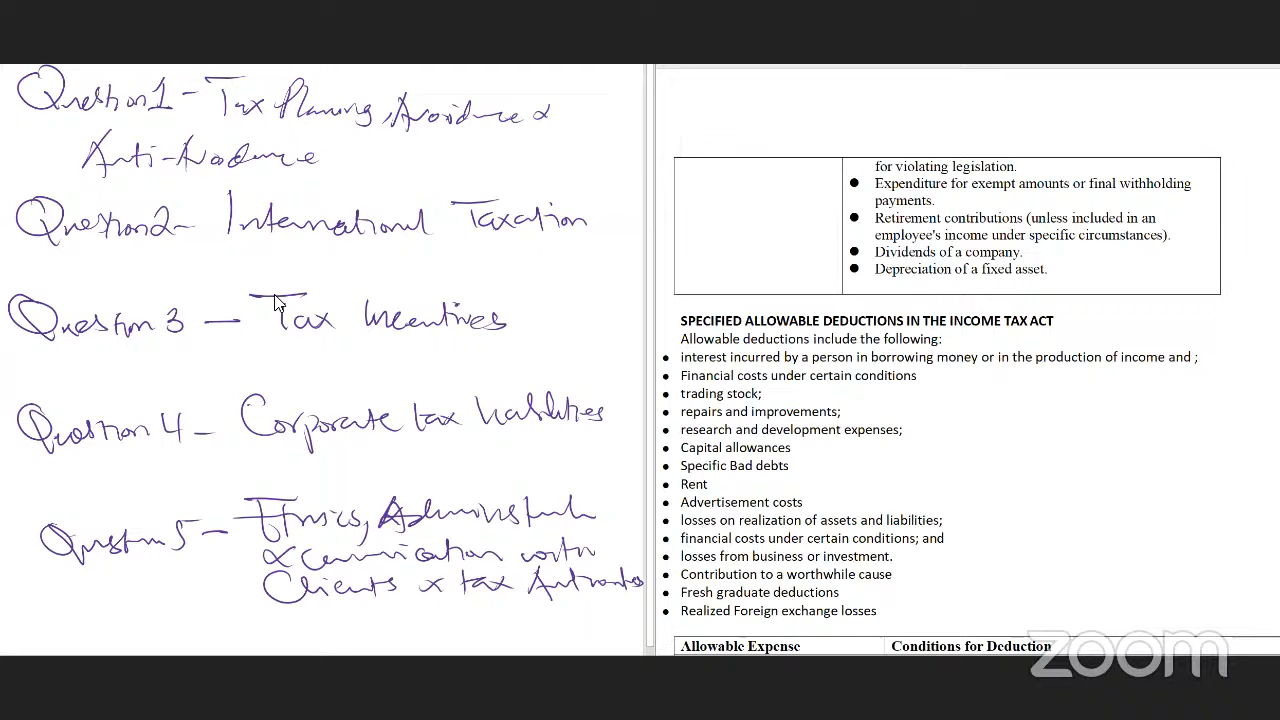 Question 1 - Tax Planning, Avoidance &
Anti-Avoidance
Question 2- International Taxation
Question 3 - Tax Incentives
Question 4 - Corporate tax liabilities
Question 5 - Ethics,
& with
Clients & tax
for violating legislation.
● Expenditure for exempt amounts or final withholding
payments.
● Retirement contributions (unless included in an
employee's income under specific circumstances).
● Dividends of a company.
● Depreciation of a fixed asset.
SPECIFIED ALLOWABLE DEDUCTIONS IN THE INCOME TAX ACT
Allowable deductions include the following:
● interest incurred by a person in borrowing money or in the production of income and ;
● Financial costs under certain conditions
● trading stock;
● repairs and improvements;
● research and development expenses;
● Capital allowances
● Specific Bad debts
● Rent
● Advertisement costs
● losses on realization of assets and liabilities;
● financial costs under certain conditions; and
● losses from business or investment.
● Contribution to a worthwhile cause
● Fresh graduate deductions
● Realized Foreign exchange losses
Allowable Expense Conditions for Deduction
zoom